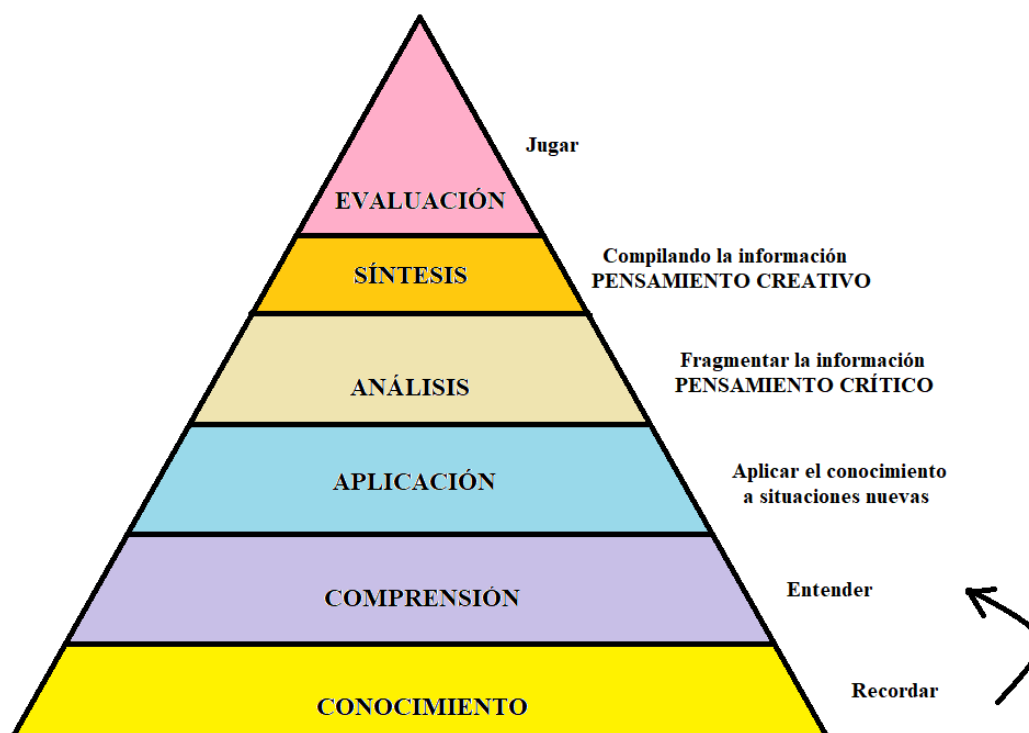 Jugar
EVALUACIÓN
SÍNTESIS
Compilando la información
PENSAMIENTO CREATIVO
ANÁLISIS
Fragmentar la información
PENSAMIENTO CRÍTICO
APLICACIÓN
Aplicar el conocimiento
a situaciones nuevas
COMPRENSIÓN
Entender
CONOCIMIENTO
Recordar